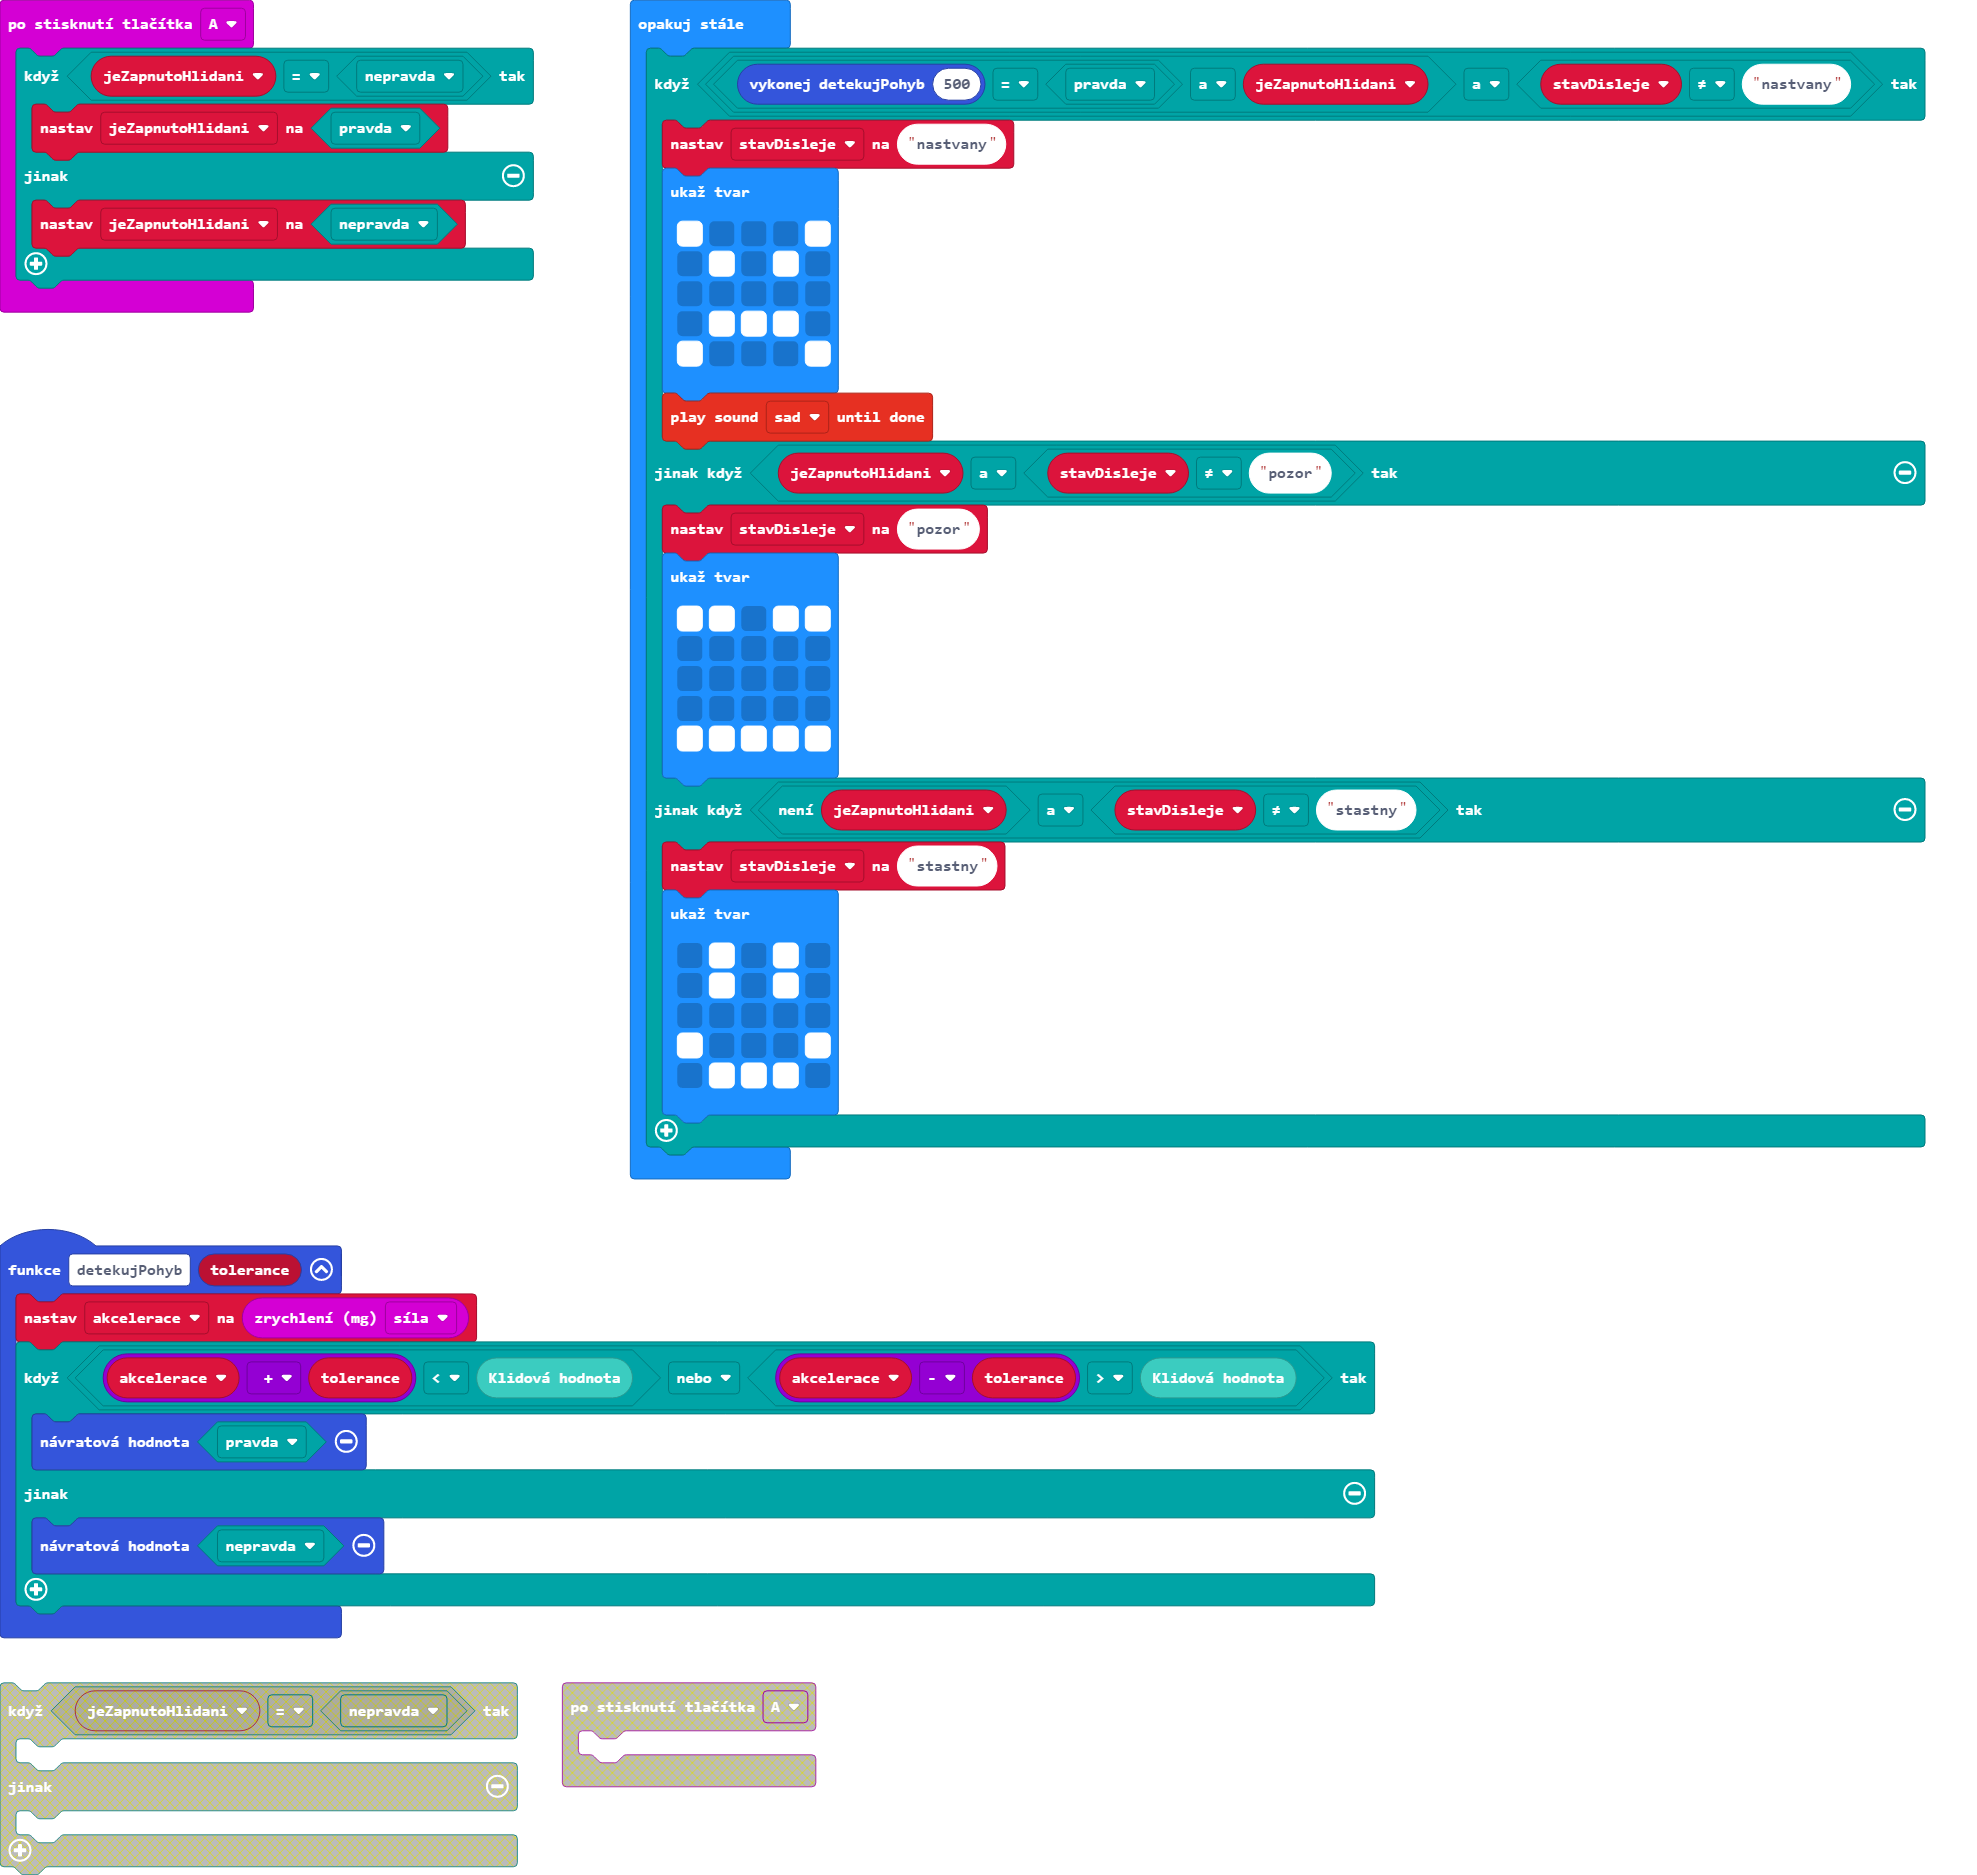 po stisknutí tlačítka A
když jeZapnutoHlidani = nepravda tak
nastav jeZapnutoHlidani na pravda
jinak
nastav jeZapnutoHlidani na nepravda
opakuj stále
když vykonej detekujPohyb 500 = pravda a jeZapnutoHlidani a stavDisleje ≠ "nastvany" tak
nastav stavDisleje na "nastvany"
ukaž tvar
play sound sad until done
jinak když jeZapnutoHlidani a stavDisleje ≠ "pozor" tak
nastav stavDisleje na "pozor"
ukaž tvar
jinak když není jeZapnutoHlidani a stavDisleje ≠ "stastny" tak
nastav stavDisleje na "stastny"
ukaž tvar
funkce detekujPohyb tolerance
nastav akcelerace na zrychlení (mg) síla
když akcelerace + tolerance < Klidová hodnota nebo akcelerace - tolerance > Klidová hodnota tak
návratová hodnota pravda
jinak
návratová hodnota nepravda
když jeZapnutoHlidani = nepravda tak
jinak
po stisknutí tlačítka A